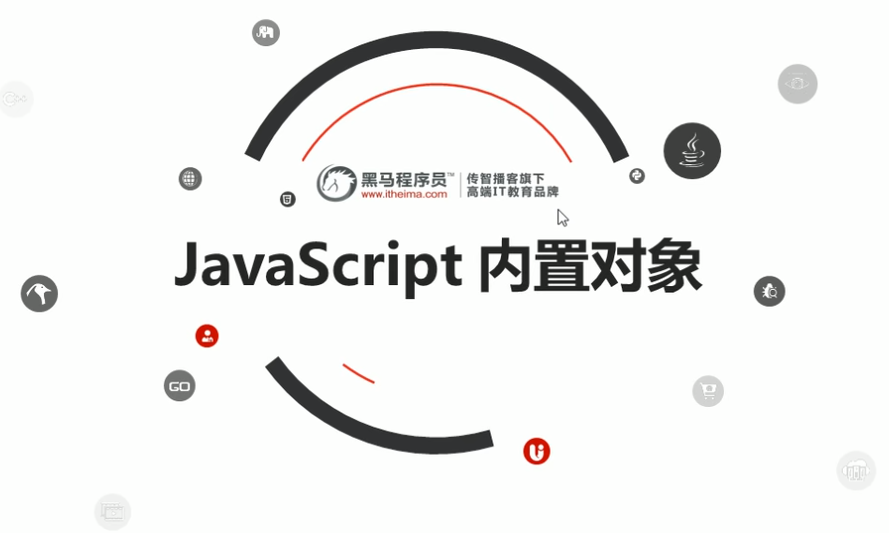 黑马程序员™
www.itheima.com
传智播客旗下
高端IT教育品牌
JavaScript 内置对象
GO